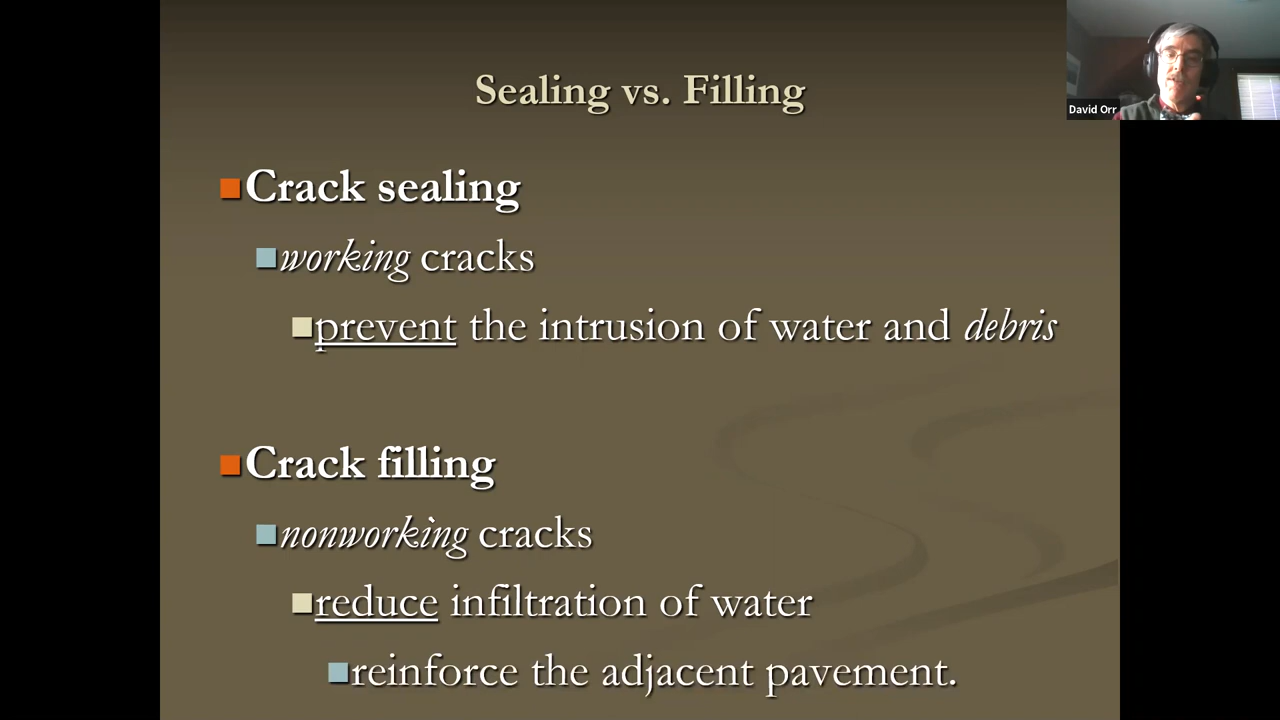 Sealing vs. Filling
David Orr
Crack sealing
working cracks
prevent the intrusion of water and debris
Crack filling
nonworking cracks
reduce infiltration of water
reinforce the adjacent pavement.